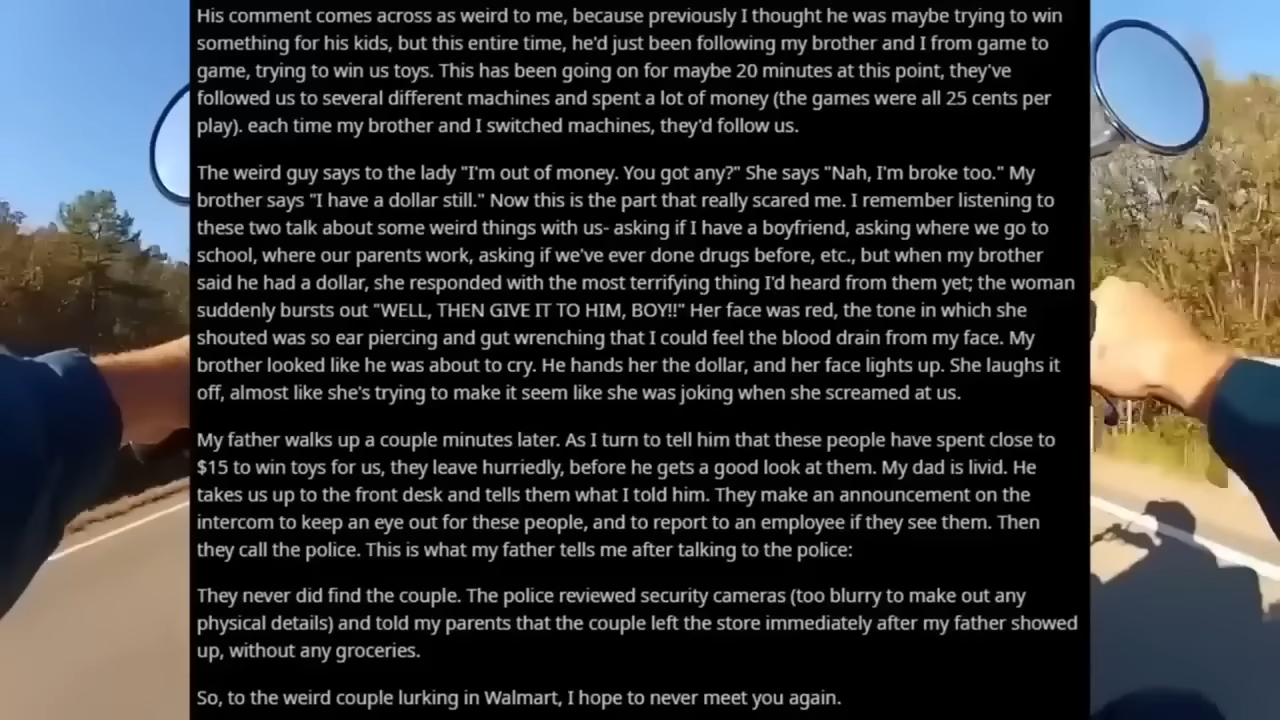 His comment comes across as weird to me, because previously I thought he was maybe trying to win
something for his kids, but this entire time, he'd just been following my brother and I from game to
game, trying to win us toys. This has been going on for maybe 20 minutes at this point, they've
followed us to several different machines and spent a lot of money (the games were all 25 cents per
play). each time my brother and I switched machines, they'd follow us.
The weird guy says to the lady "I'm out of money. You got any?" She says "Nah, I'm broke too." My
brother says "I have a dollar still." Now this is the part that really scared me. I remember listening to
these two talk about some weird things with us- asking if I have a boyfriend, asking where we go to
school, where our parents work, asking if we've ever done drugs before, etc., but when my brother
said he had a dollar, she responded with the most terrifying thing I'd heard from them yet; the woman
suddenly bursts out "WELL, THEN GIVE IT TO HIM, BOY!!" Her face was red, the tone in which she
shouted was so ear piercing and gut wrenching that I could feel the blood drain from my face. My
brother looked like he was about to cry. He hands her the dollar, and her face lights up. She laughs it
off, almost like she's trying to make it seem like she was joking when she screamed at us.
My father walks up a couple minutes later. As I turn to tell him that these people have spent close to
$15 to win toys for us, they leave hurriedly, before he gets a good look at them. My dad is livid. He
takes us up to the front desk and tells them what I told him. They make an announcement on the
intercom to keep an eye out for these people, and to report to an employee if they see them. Then
they call the police. This is what my father tells me after talking to the police:
They never did find the couple. The police reviewed security cameras (too blurry to make out any
physical details) and told my parents that the couple left the store immediately after my father showed
up, without any groceries.
So, to the weird couple lurking in Walmart, I hope to never meet you again.